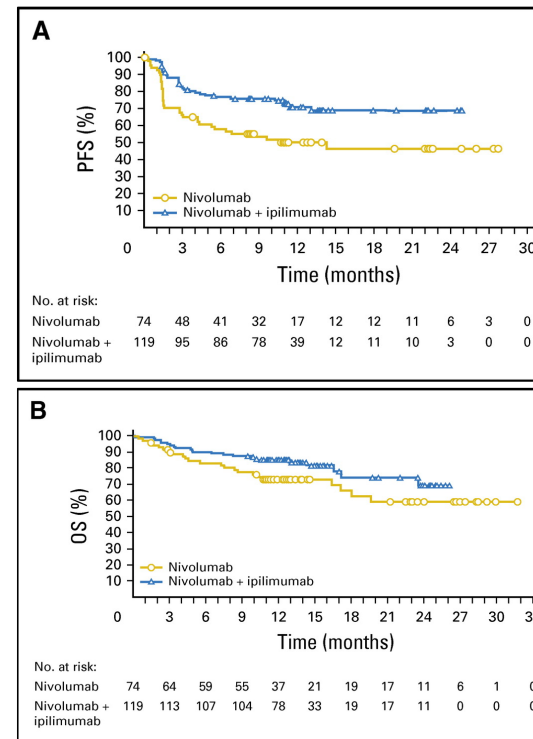 A
PFS (%)
100
90
80
70
60
50
40
30
20
10
Nivolumab
Nivolumab + ipilimumab
0 3 6 9 12 15 18 21 24 27 30
Time (months)
No. at risk:
Nivolumab 74 48 41 32 17 12 12 11 6 3 0
Nivolumab + 119 95 86 78 39 12 11 10 3 0 0
ipilimumab
B
OS (%)
100
90
80
70
60
50
40
30
20
10
Nivolumab
Nivolumab + ipilimumab
0 3 6 9 12 15 18 21 24 27 30
Time (months)
No. at risk:
Nivolumab 74 64 59 55 37 21 19 17 11 6 1
Nivolumab + 119 113 107 104 78 33 19 17 11 0 0
ipilimumab